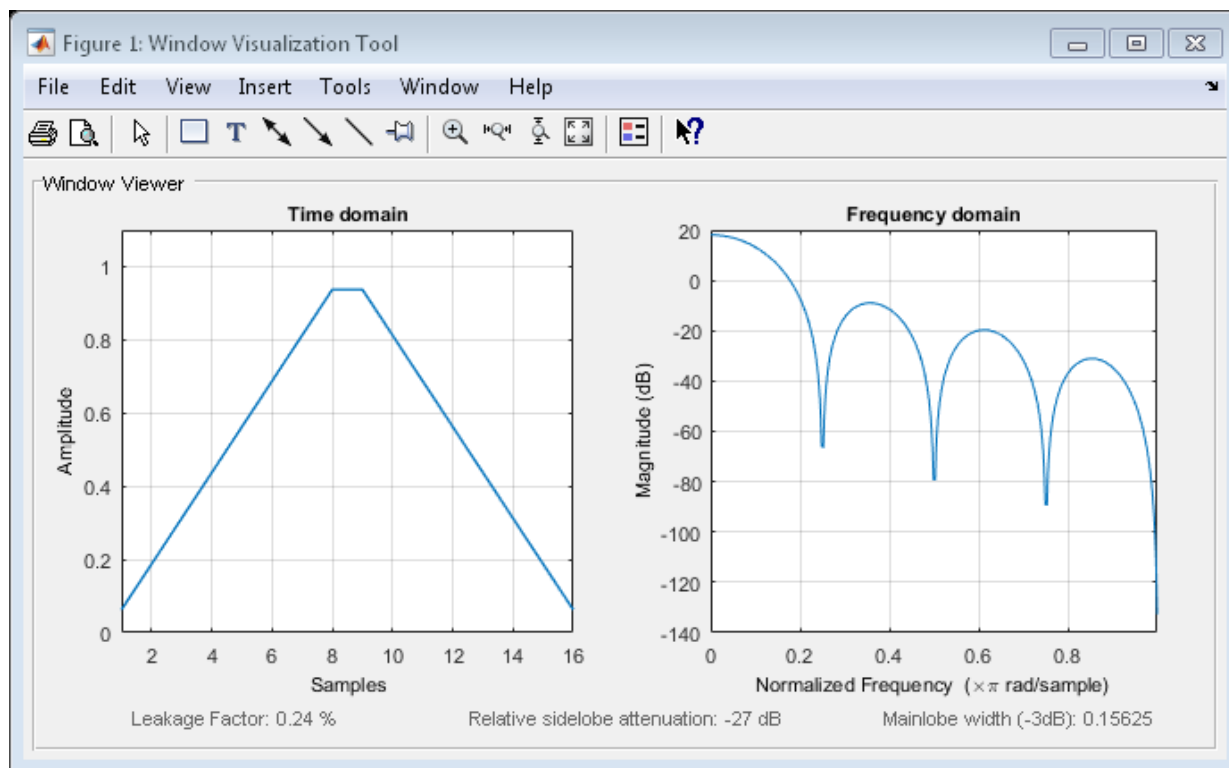 Figure 1: Window Visualization Tool
File Edit View Insert Tools Window Help
T
?
Window Viewer
Time domain
1
0.8
0.6
0.4
0.2
0
Amplitude
2 4 6 8 10 12 14 16
Samples
Frequency domain
20
0
-20
-40
-60
-80
-100
-120
-140
Magnitude (dB)
0 0.2 0.4 0.6 0.8
Normalized Frequency (×π rad/sample)
Leakage Factor: 0.24 % Relative sidelobe attenuation: -27 dB Mainlobe width (-3dB): 0.15625